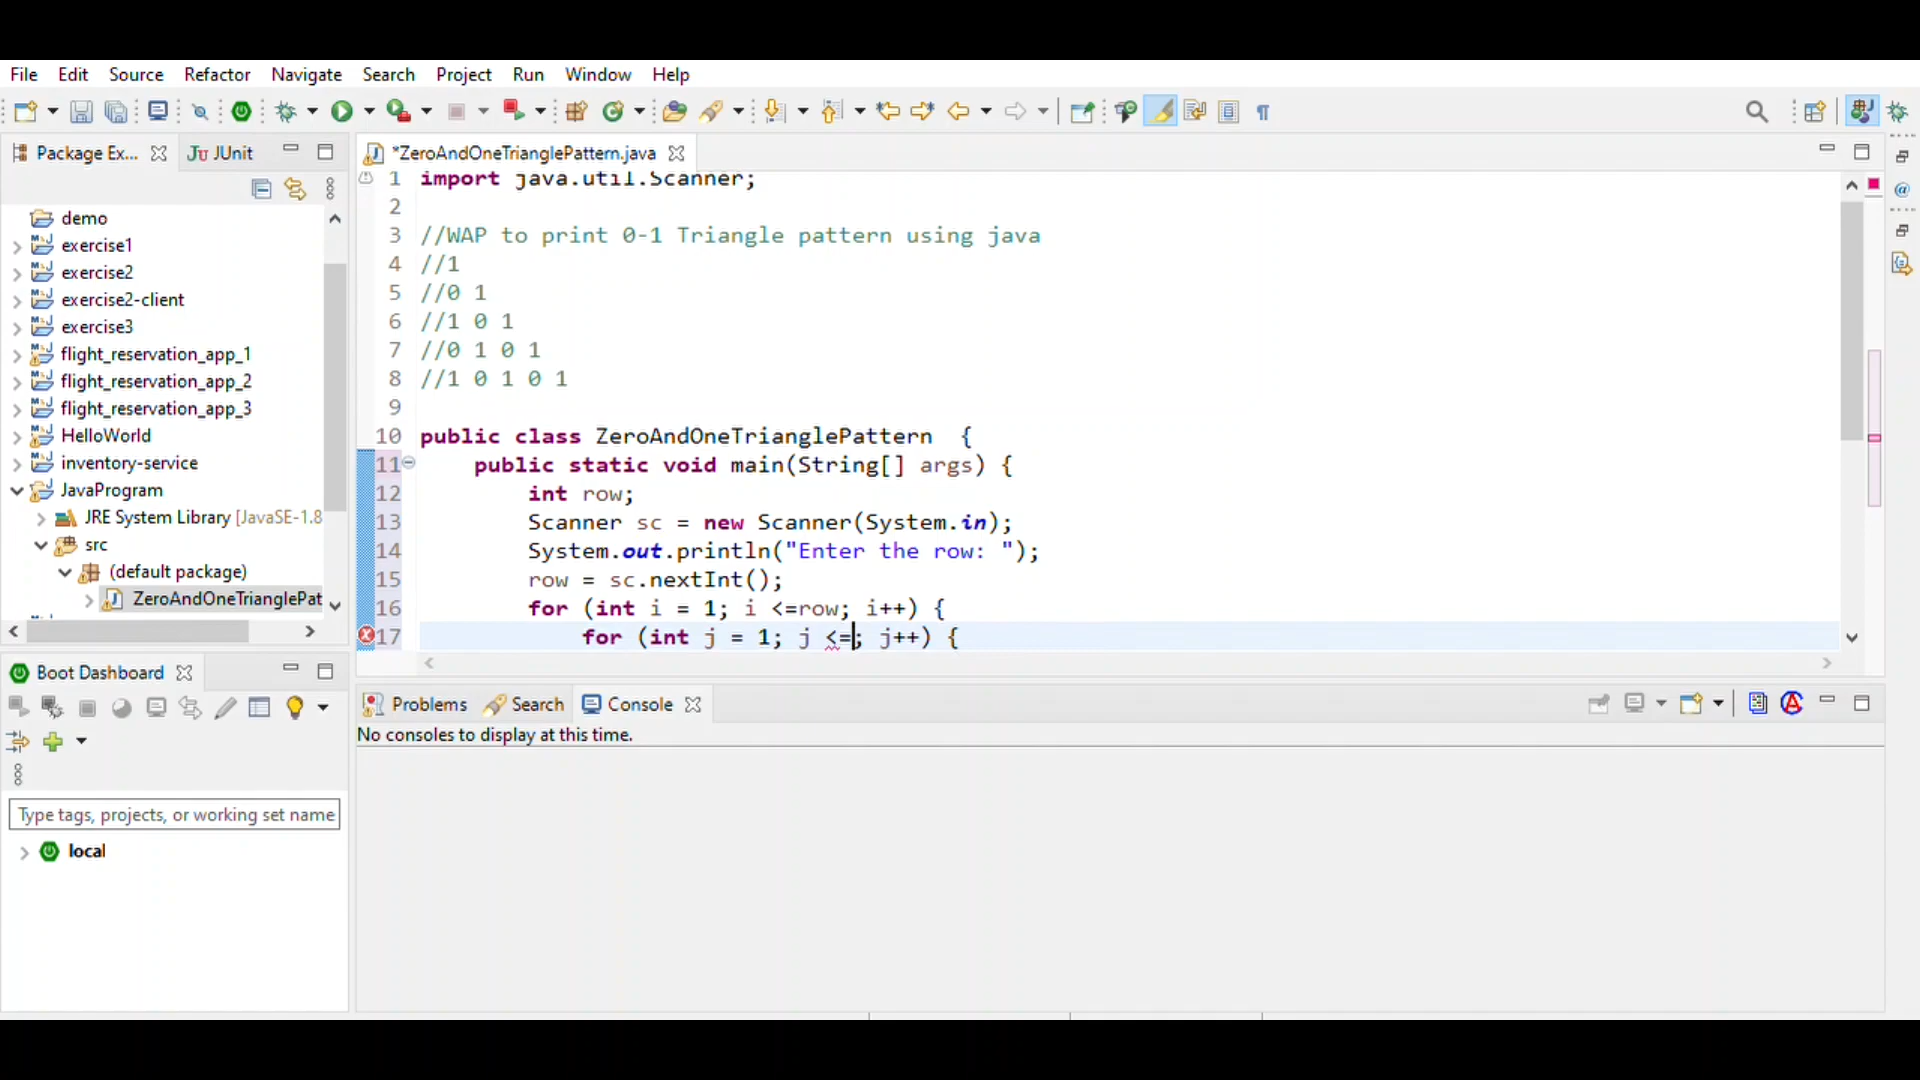 File Edit Source Refactor Navigate Search Project Run Window Help
Package Ex... JU JUnit
*ZeroAndOneTrianglePattern.java
demo
exercise1
exercise2
exercise2-client
exercise3
flight_reservation_app_1
flight_reservation_app_2
flight_reservation_app_3
HelloWorld
inventory-service
JavaProgram
JRE System Library [JavaSE-1.8
src
(default package)
ZeroAndOneTrianglePat
1 import java.util.Scanner;
2
3 //WAP to print 0-1 Triangle pattern using java
4 //1
5 //0 1
6 //1 0 1
7 //0 1 0 1
8 //1 0 1 0 1
9
10 public class ZeroAndOneTrianglePattern  {
11 public static void main(String[] args) {
12 int row;
13 Scanner sc = new Scanner(System.in);
14 System.out.println("Enter the row: ");
15 row = sc.nextInt();
16 for (int i = 1; i <=row; i++) {
17 for (int j = 1; j <=; j++) {
Boot Dashboard
Type tags, projects, or working set name
local
Problems Search Console
No consoles to display at this time.